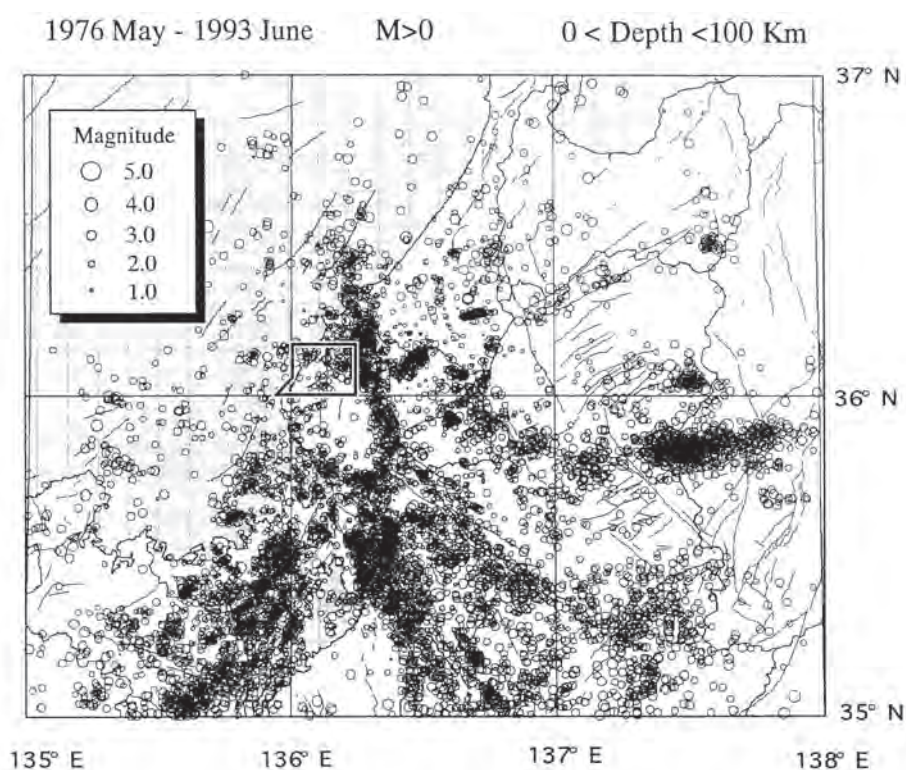 1976 May - 1993 June M>0 0 < Depth <100 Km
37° N
Magnitude
5.0
4.0
3.0
2.0
1.0
36° N
35° N
135° E 136° E 137° E 138° E